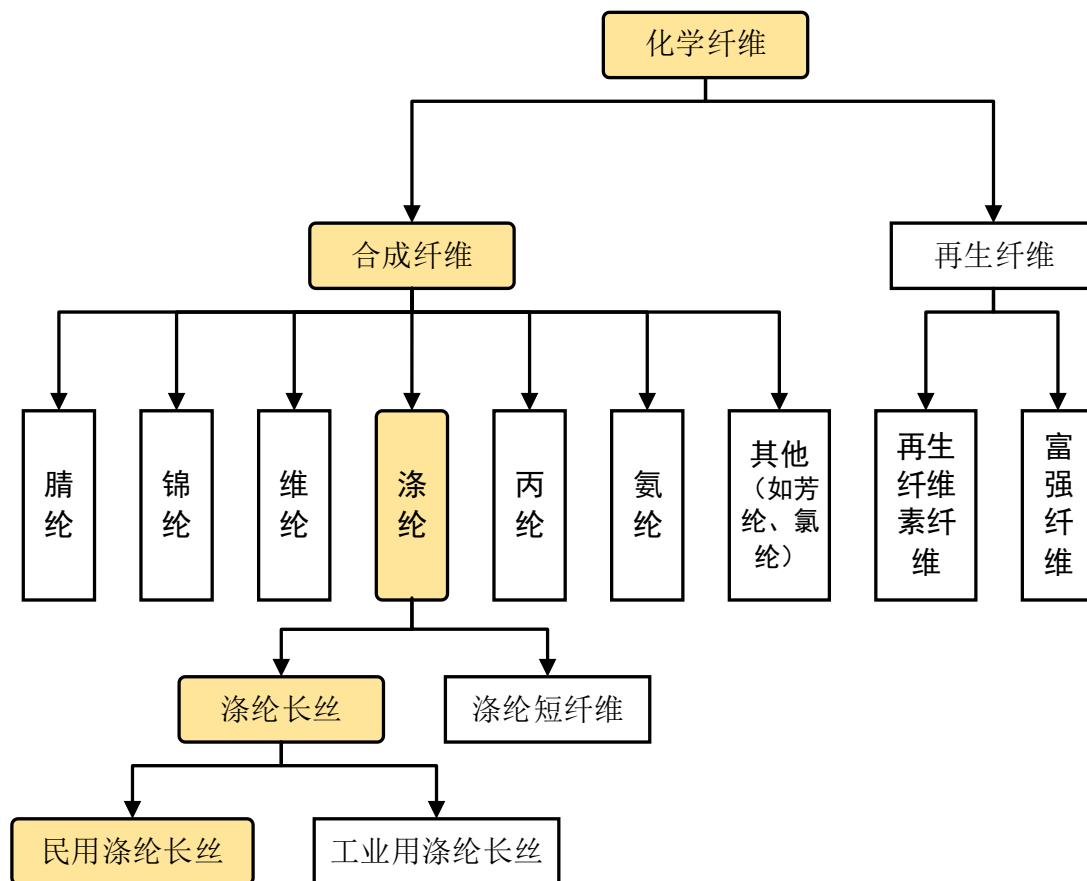 化学纤维
合成纤维
再生纤维
腈
纶
锦
纶
维
纶
涤
纶
丙
纶
氨
纶
其他
（如芳
纶、氯
纶）
再生
纤维
素纤
维
富
强
纤
维
涤纶长丝
涤纶短纤维
民用涤纶长丝
工业用涤纶长丝